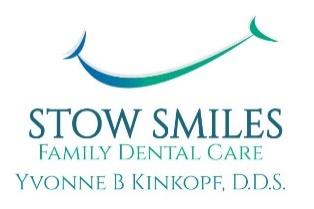 STOW SMILES
FAMILY DENTAL CARE
YVONNE B KINKOPF, D.D.S.